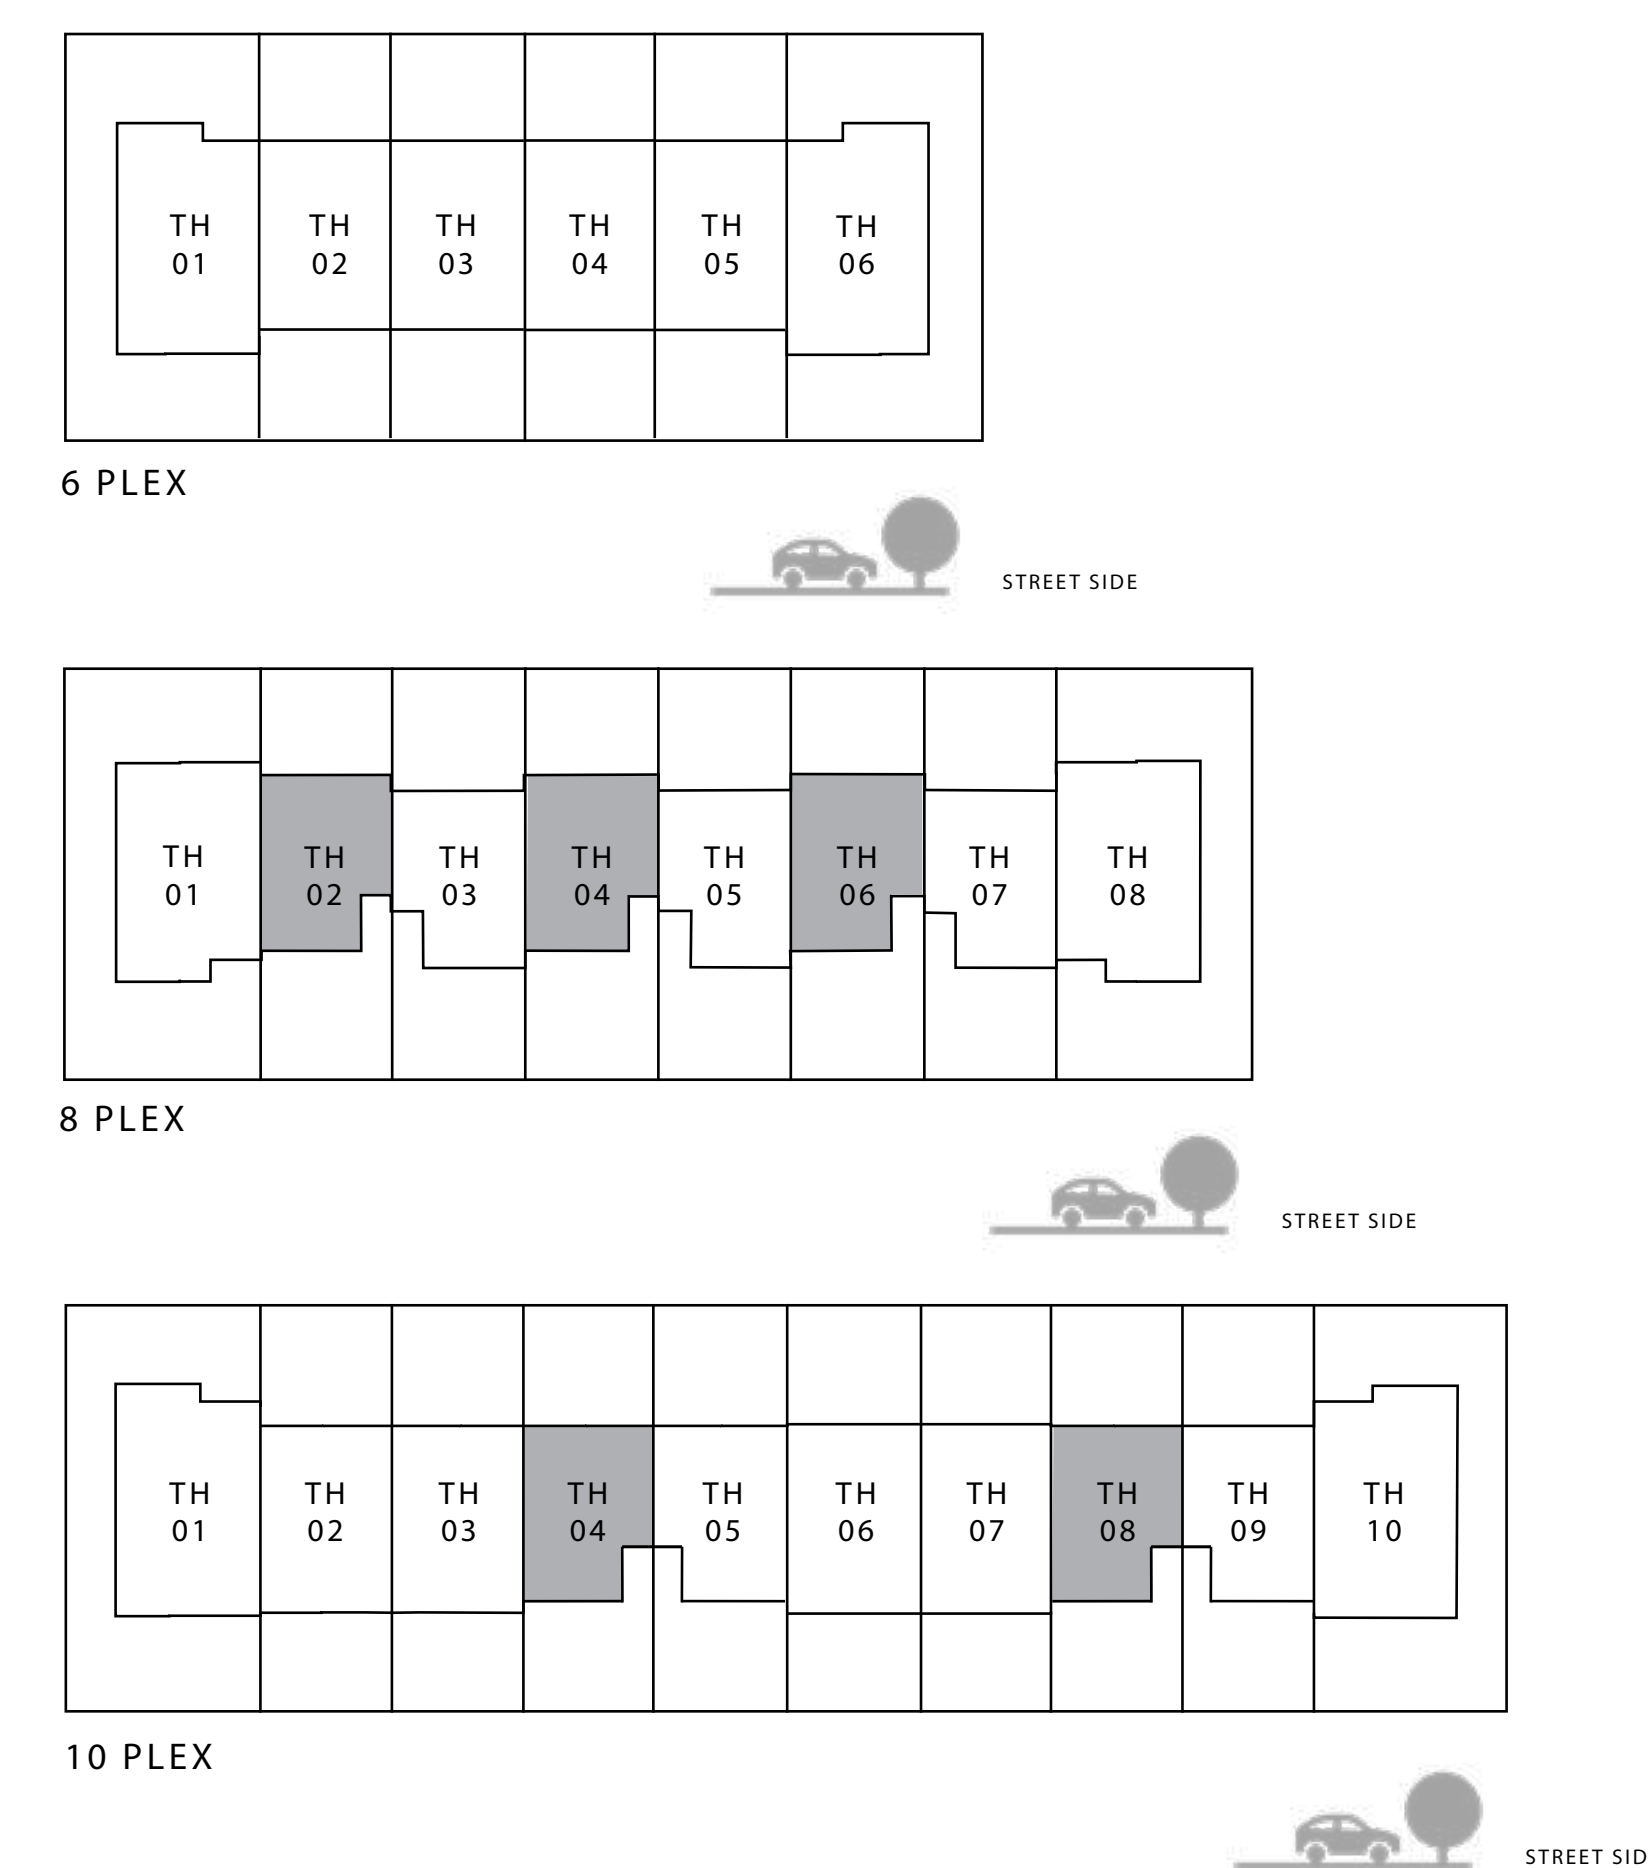 TH TH TH TH TH TH
01 02 03 04 05 06
6 PLEX
STREET SIDE
TH TH TH TH TH TH TH TH
01 02 03 04 05 06 07 08
8 PLEX
STREET SIDE
TH TH TH TH TH TH TH TH TH TH
01 02 03 04 05 06 07 08 09 10
10 PLEX
STREET SID